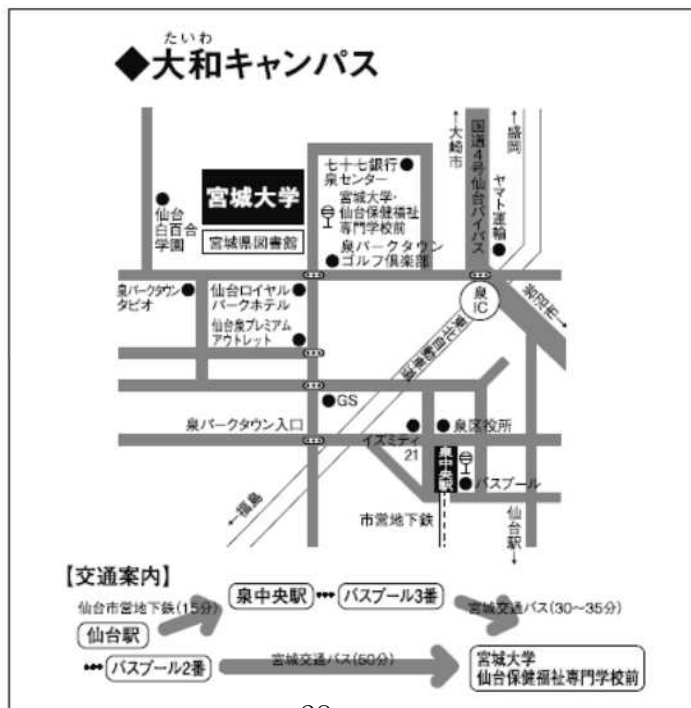 たいわ
◆大和キャンパス
←大崎市
国道4号仙台バイパス
←盛岡
ヤマト運輸
七十七銀行
泉センター
宮城大学・
仙台保健福祉
専門学校前
泉パークタウン
ゴルフ倶楽部
宮城大学
宮城県図書館
仙台
白百合
学園
泉パークタウン
タピオ
仙台ロイヤル
パークホテル
仙台泉プレミアム
アウトレット
泉
IC
東北自動車道
GS
泉パークタウン入口
イズミティ
21
泉区役所
泉中央駅
バスプール
←福島
市営地下鉄
仙台駅→
【交通案内】
仙台市営地下鉄(15分)
泉中央駅
バスプール3番
宮城交通バス(30〜35分)
仙台駅
バスプール2番
宮城交通バス(50分)
宮城大学
仙台保健福祉専門学校前